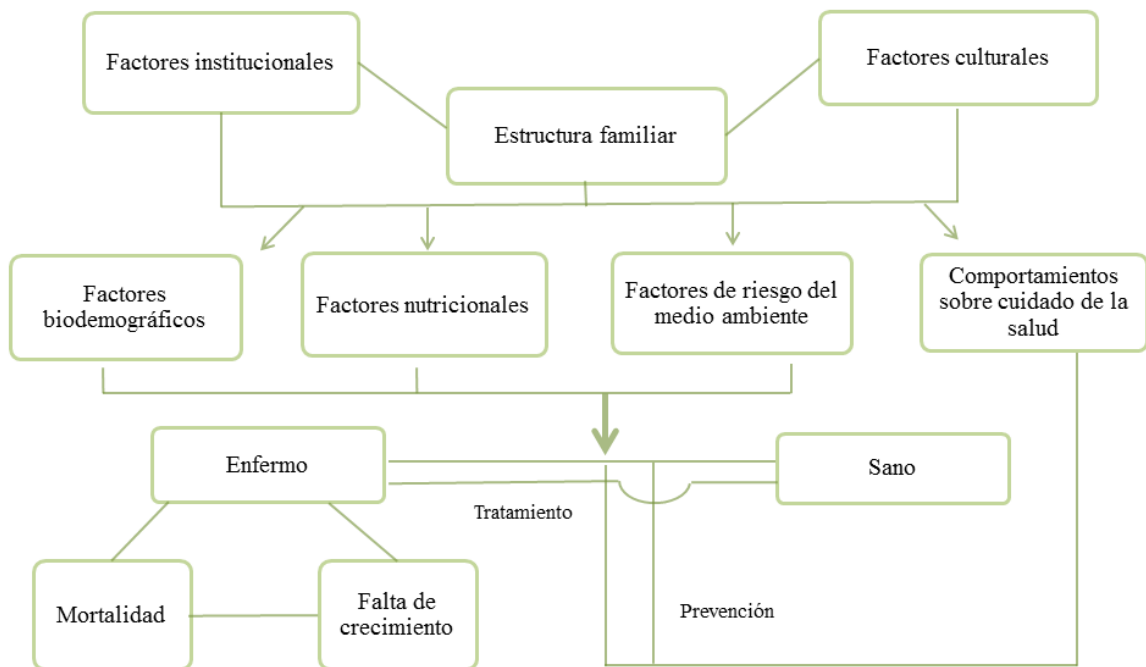 Factores institucionales
Factores culturales
Estructura familiar
Factores
biodemográficos
Factores nutricionales
Factores de riesgo del
medio ambiente
Comportamientos
sobre cuidado de la
salud
Enfermo
Sano
Tratamiento
Mortalidad
Falta de
crecimiento
Prevención